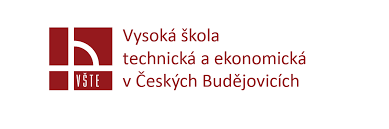 Vysoká škola
technická a ekonomická
v Českých Budějovicích
VŠTE